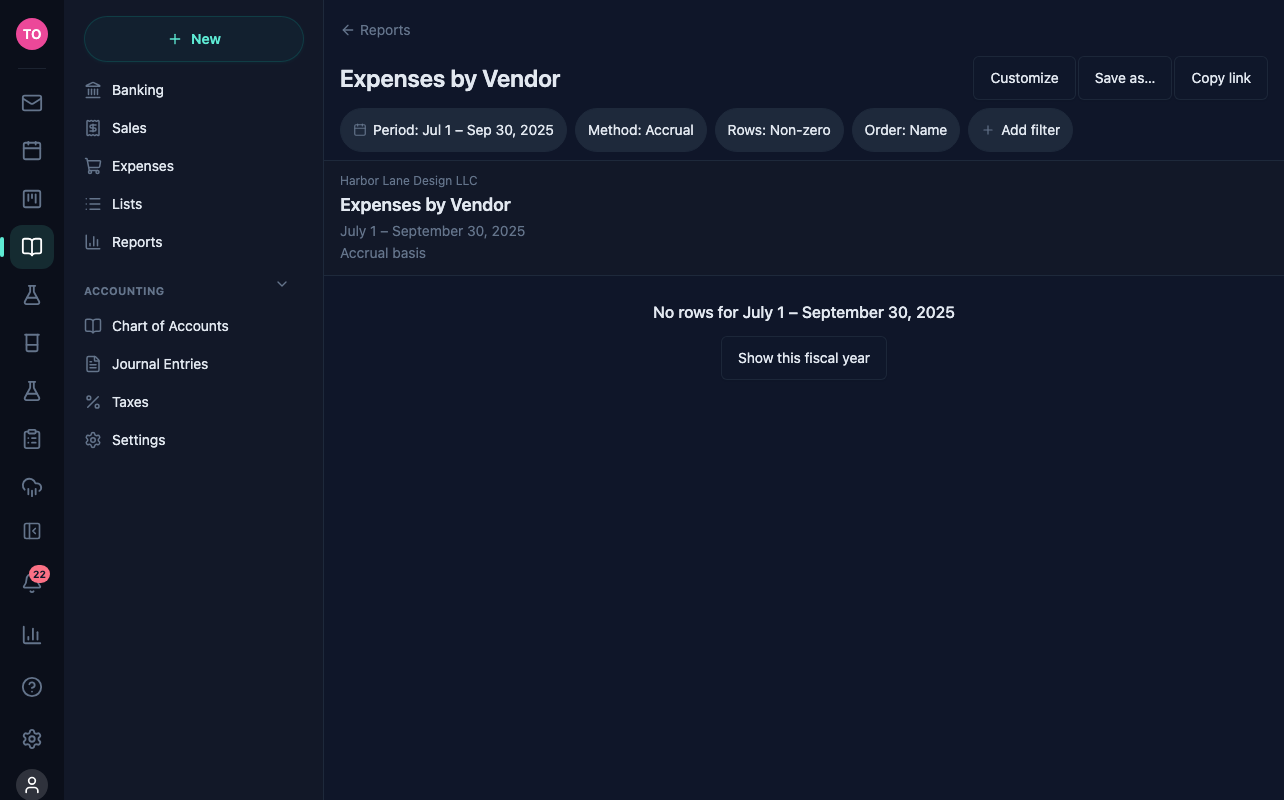 TO
New
Banking
Sales
Expenses
Lists
Reports
ACCOUNTING
Chart of Accounts
Journal Entries
Taxes
Settings
22
Reports
Expenses by Vendor
Customize
Save as...
Copy link
Period: Jul 1 – Sep 30, 2025
Method: Accrual
Rows: Non-zero
Order: Name
Add filter
Harbor Lane Design LLC
Expenses by Vendor
July 1 – September 30, 2025
Accrual basis
No rows for July 1 – September 30, 2025
Show this fiscal year